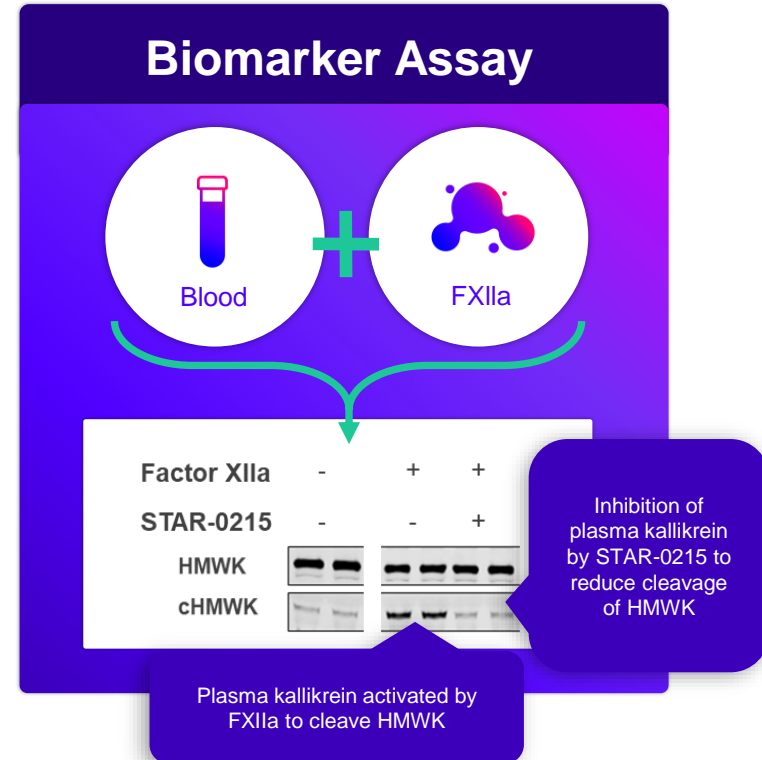 Biomarker Assay
Blood
+
FXIIa
Factor XIIa - + +
STAR-0215 - - +
HMWK
cHMWK
Inhibition of
plasma kallikrein
by STAR-0215 to
reduce cleavage
of HMWK
Plasma kallikrein activated by
FXIIa to cleave HMWK